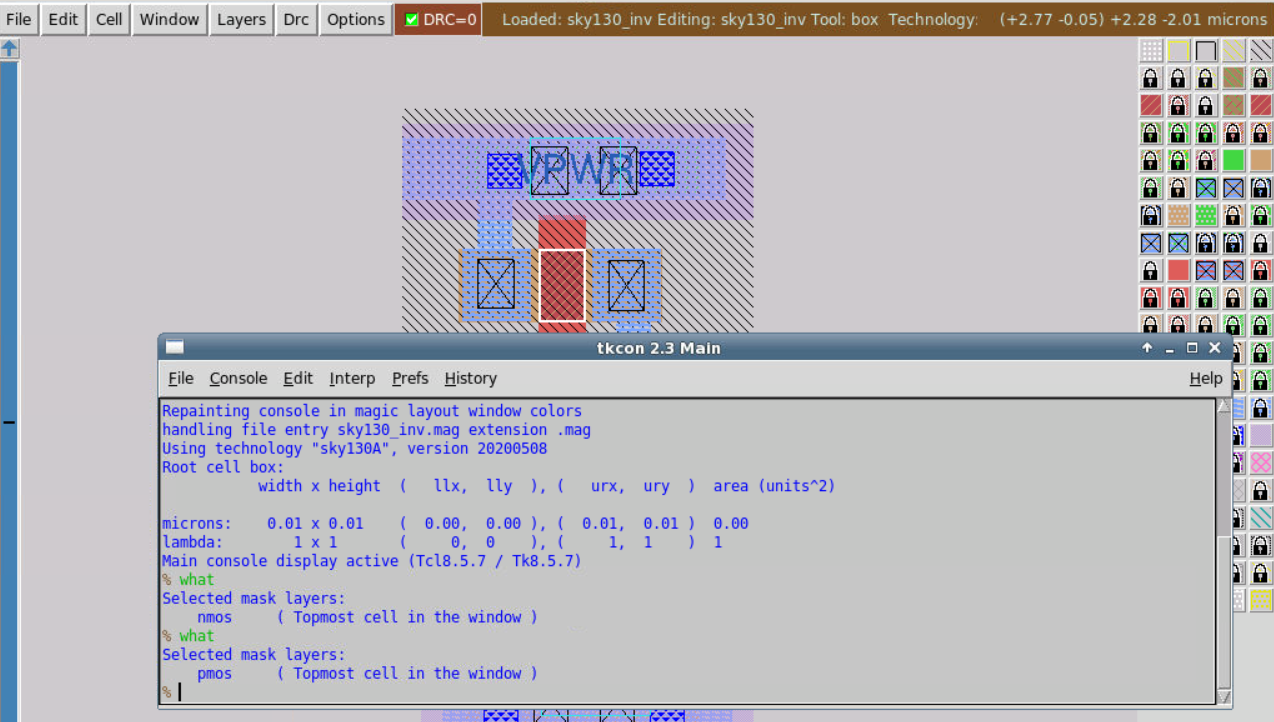 File Edit Cell Window Layers Drc Options DRC=0 Loaded: sky130_inv Editing: sky130_inv Tool: box Technology: (+2.77 -0.05) +2.28 -2.01 microns
VPWR
tkcon 2.3 Main
File Console Edit Interp Prefs History Help
Repainting console in magic layout window colors
handling file entry sky130_inv.mag extension .mag
Using technology "sky130A", version 20200508
Root cell box:
width x height ( llx, lly ), ( urx, ury ) area (units^2)
microns: 0.01 x 0.01 ( 0.00, 0.00 ), ( 0.01, 0.01 ) 0.00
lambda: 1 x 1 ( 0, 0 ), ( 1, 1 ) 1
Main console display active (Tcl8.5.7 / Tk8.5.7)
% what
Selected mask layers:
nmos ( Topmost cell in the window )
% what
Selected mask layers:
pmos ( Topmost cell in the window )
%